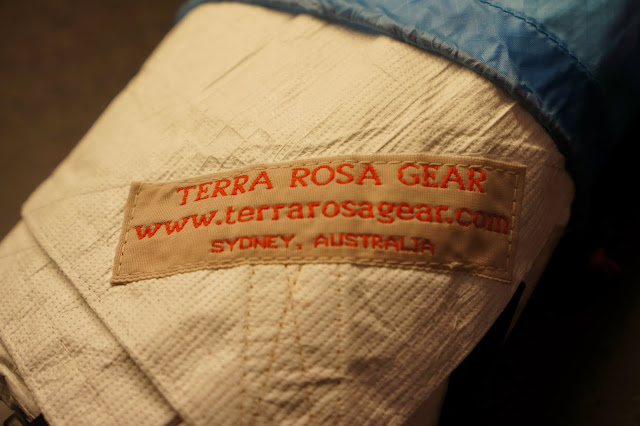 TERRA ROSA GEAR
www.terrarosagear.com
SYDNEY, AUSTRALIA